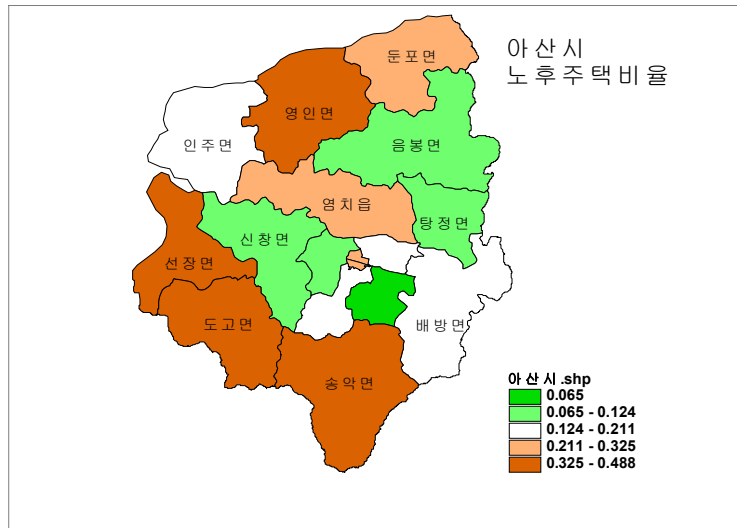 아산시
노후주택비율
둔포면
영인면
인주면
음봉면
염치읍
탕정면
신창면
선장면
도고면
배방면
송악면
아산시.shp
0.065
0.065 - 0.124
0.124 - 0.211
0.211 - 0.325
0.325 - 0.488